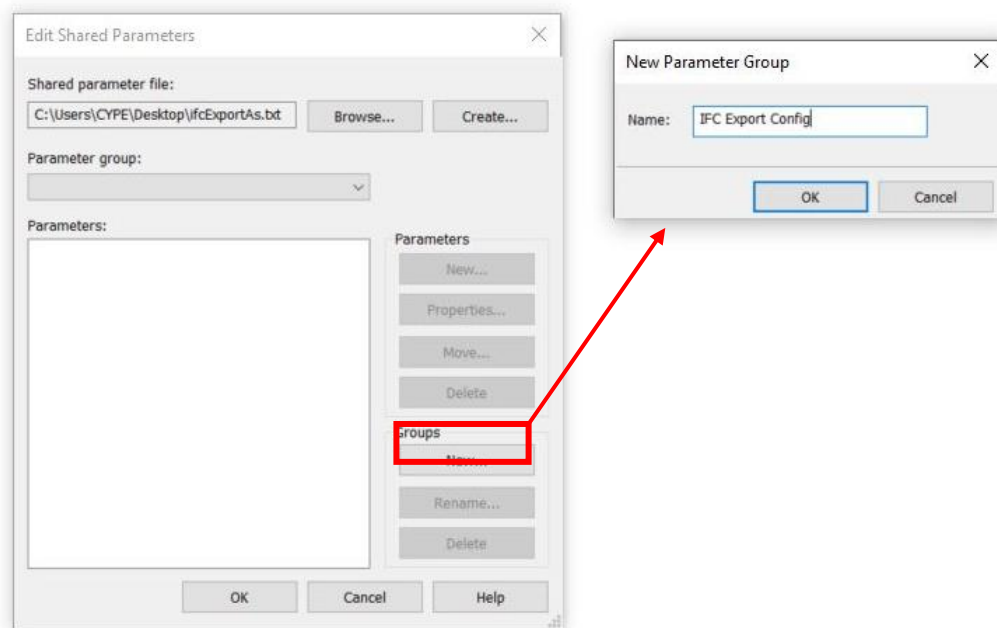 Edit Shared Parameters
Shared parameter file:
C:\Users\CYPE\Desktop\ifcExportAs.txt
Browse...
Create...
Parameter group:
Parameters:
Parameters
New...
Properties...
Move...
Delete
Groups
New...
Rename...
Delete
OK
Cancel
Help
New Parameter Group
Name:
IFC Export Config
OK
Cancel